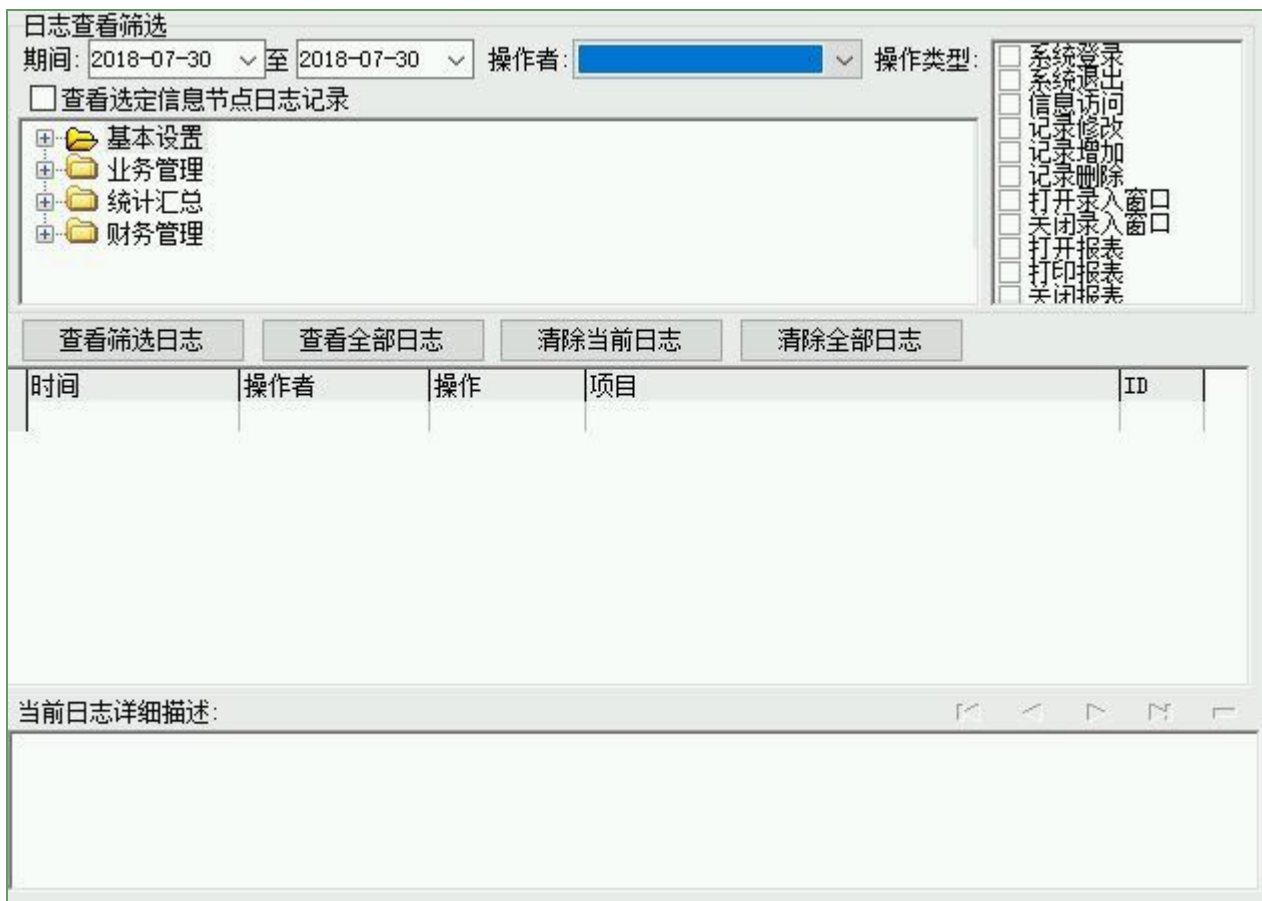 日志查看筛选
期间: 2018-07-30 至 2018-07-30 操作者: 操作类型:
系统登录
系统退出
信息访问
记录修改
记录增加
记录删除
打开录入窗口
关闭录入窗口
打开报表
打印报表
关闭报表
查看选定信息节点日志记录
基本设置
业务管理
统计汇总
财务管理
查看筛选日志 查看全部日志 清除当前日志 清除全部日志
时间 操作者 操作 项目 ID
当前日志详细描述: